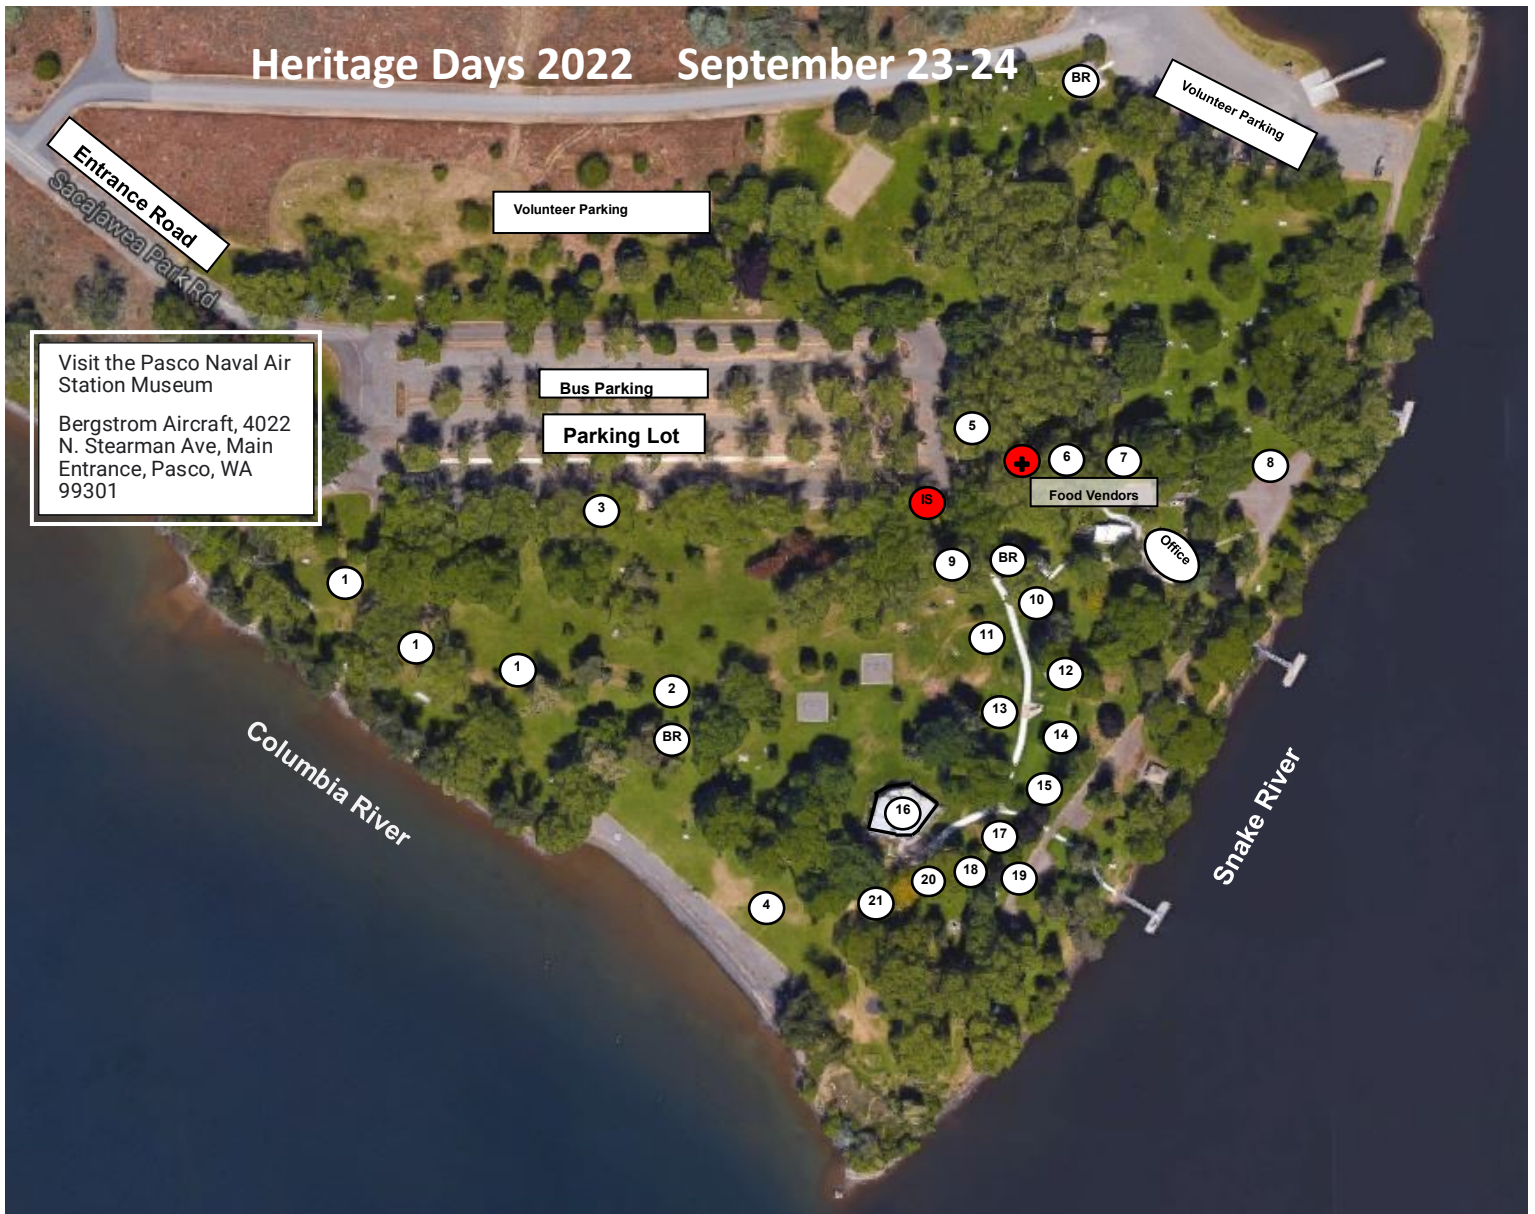 Heritage Days 2022 September 23-24
BR
Volunteer Parking
Entrance Road
Sacajawea Park Rd
Volunteer Parking
Visit the Pasco Naval Air
Station Museum
Bergstrom Aircraft, 4022
N. Stearman Ave, Main
Entrance, Pasco, WA
99301
Bus Parking
Parking Lot
5
6
7
8
Food Vendors
IS
3
Office
9
BR
1
10
11
1
1
12
2
13
BR
14
15
16
17
18
19
20
21
4
Columbia River
Snake River